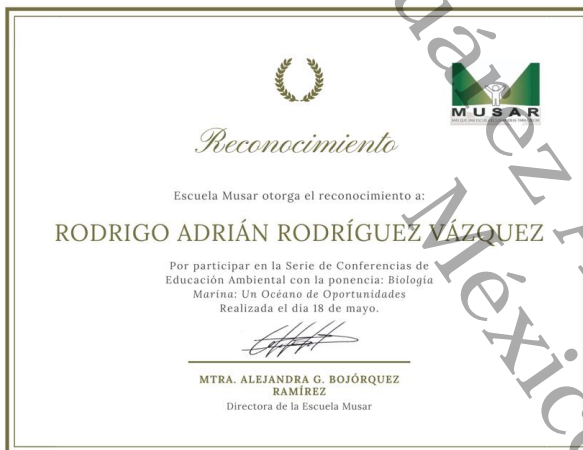 MUSAR
Reconocimiento
Escuela Musar otorga el reconocimiento a:
RODRIGO ADRIÁN RODRÍGUEZ VÁZQUEZ
Por participar en la Serie de Conferencias de
Educación Ambiental con la ponencia: Biología
Marina: Un Océano de Oportunidades
Realizada el día 18 de mayo.
MTRA. ALEJANDRA G. BOJÓRQUEZ
RAMÍREZ
Directora de la Escuela Musar
México